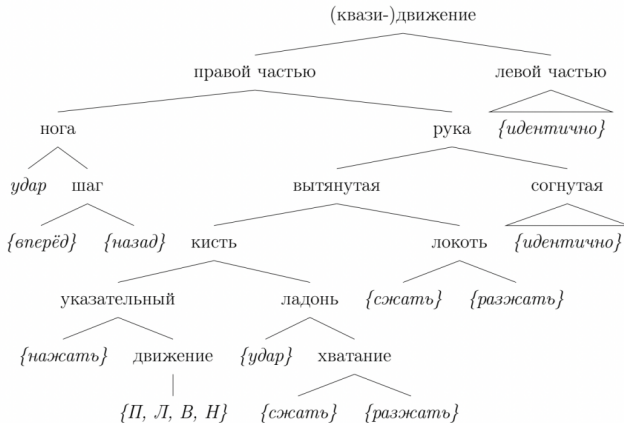 (квази-)движение
правой частью левой частью
нога рука {идентично}
удар шаг вытянутая согнутая
{вперёд} {назад} кисть локоть {идентично}
указательный ладонь {сжать} {разжать}
{нажать} движение {удар} хватание
{П, Л, В, Н} {сжать} {разжать}